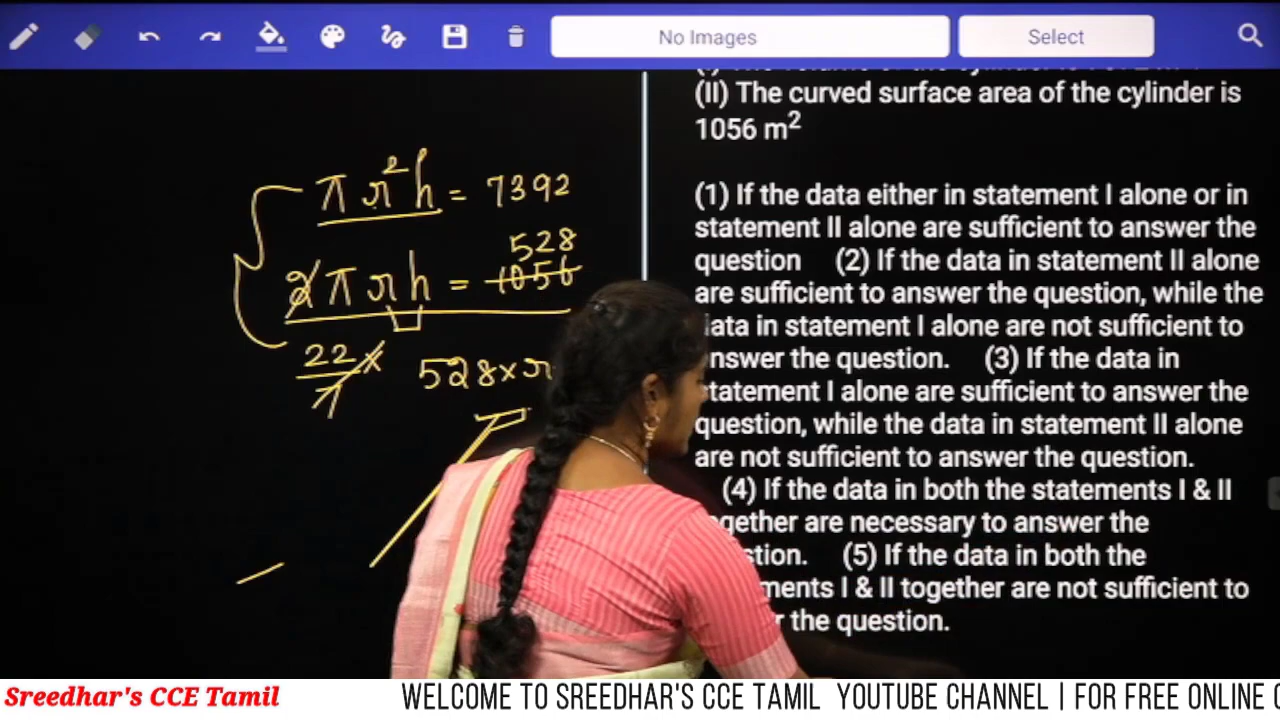 No Images
Select
(II) The curved surface area of the cylinder is
1056 m²
πr²h = 7392
528
2πrh = 1056
22/7 × 528×r
(1) If the data either in statement I alone or in
statement II alone are sufficient to answer the
question (2) If the data in statement II alone
are sufficient to answer the question, while the
data in statement I alone are not sufficient to
answer the question. (3) If the data in
statement I alone are sufficient to answer the
question, while the data in statement II alone
are not sufficient to answer the question.
(4) If the data in both the statements I & II
together are necessary to answer the
question. (5) If the data in both the
statements I & II together are not sufficient to
the question.
Sreedhar's CCE Tamil
WELCOME TO SREEDHAR'S CCE TAMIL YOUTUBE CHANNEL | FOR FREE ONLINE